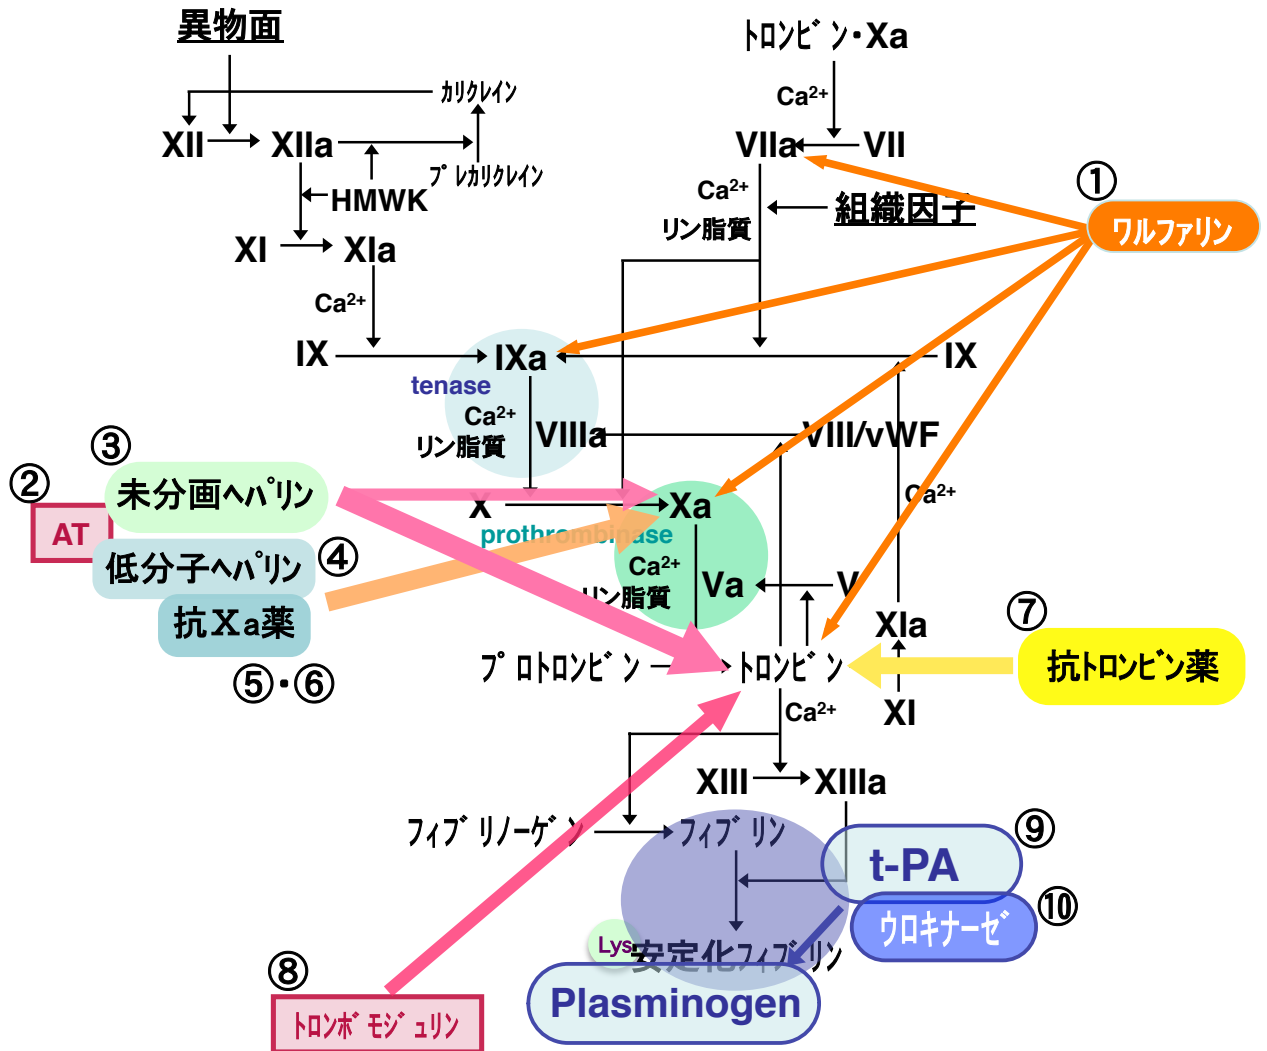 異物面
トロンビン・Xa
カリクレイン
Ca2+
XII
XIIa
VIIa
VII
プレカリクレイン
①
Ca2+
HMWK
組織因子
リン脂質
ワルファリン
XI
XIa
Ca2+
IX
IXa
IX
tenase
Ca2+
リン脂質
VIIIa
VIII/vWF
③
②
未分画ヘパリン
X
Xa
Ca2+
AT
prothrombinase
低分子ヘパリン
④
Ca2+
リン脂質
Va
V
抗Xa薬
XIa
⑦
⑤・⑥
プロトロンビン
トロンビン
抗トロンビン薬
Ca2+
XI
XIII
XIIIa
フィブリノーゲン
フィブリン
⑨
t-PA
⑩
ウロキナーゼ
Lys
安定化フィブリン
⑧
Plasminogen
トロンボモジュリン